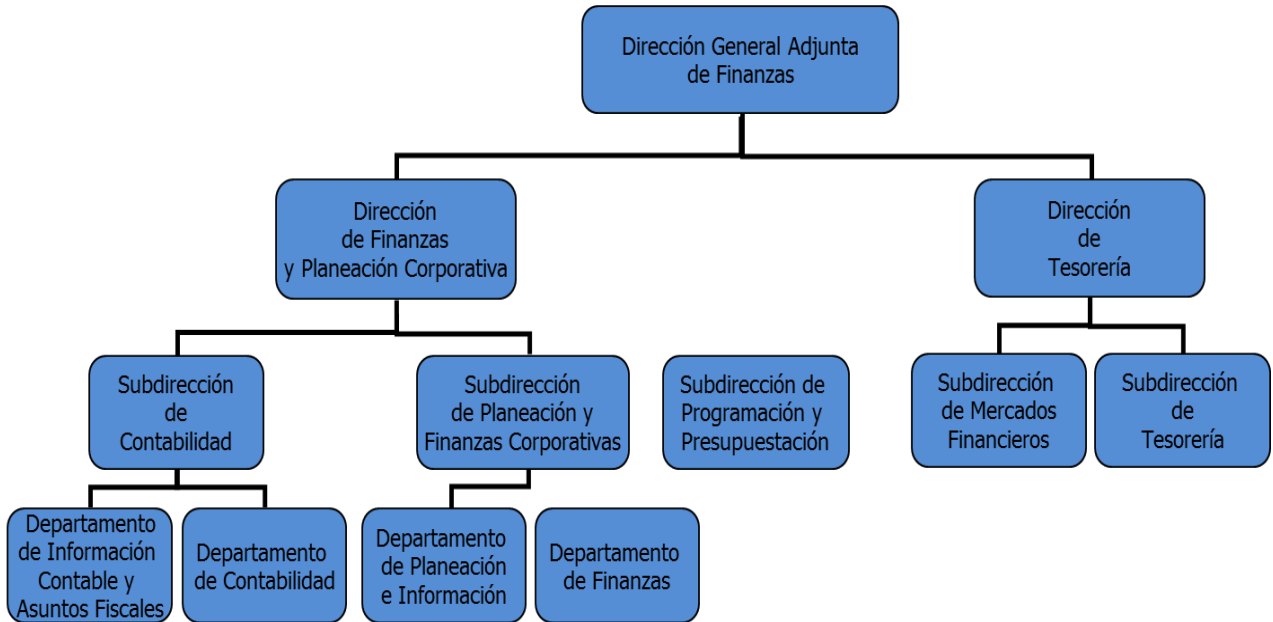 Dirección General Adjunta
de Finanzas
Dirección
de Finanzas
y Planeación Corporativa
Dirección
de
Tesorería
Subdirección
de
Contabilidad
Subdirección
de Planeación y
Finanzas Corporativas
Subdirección de
Programación y
Presupuestación
Subdirección
de Mercados
Financieros
Subdirección
de
Tesorería
Departamento
de Información
Contable y
Asuntos Fiscales
Departamento
de Contabilidad
Departamento
de Planeación
e Información
Departamento
de Finanzas